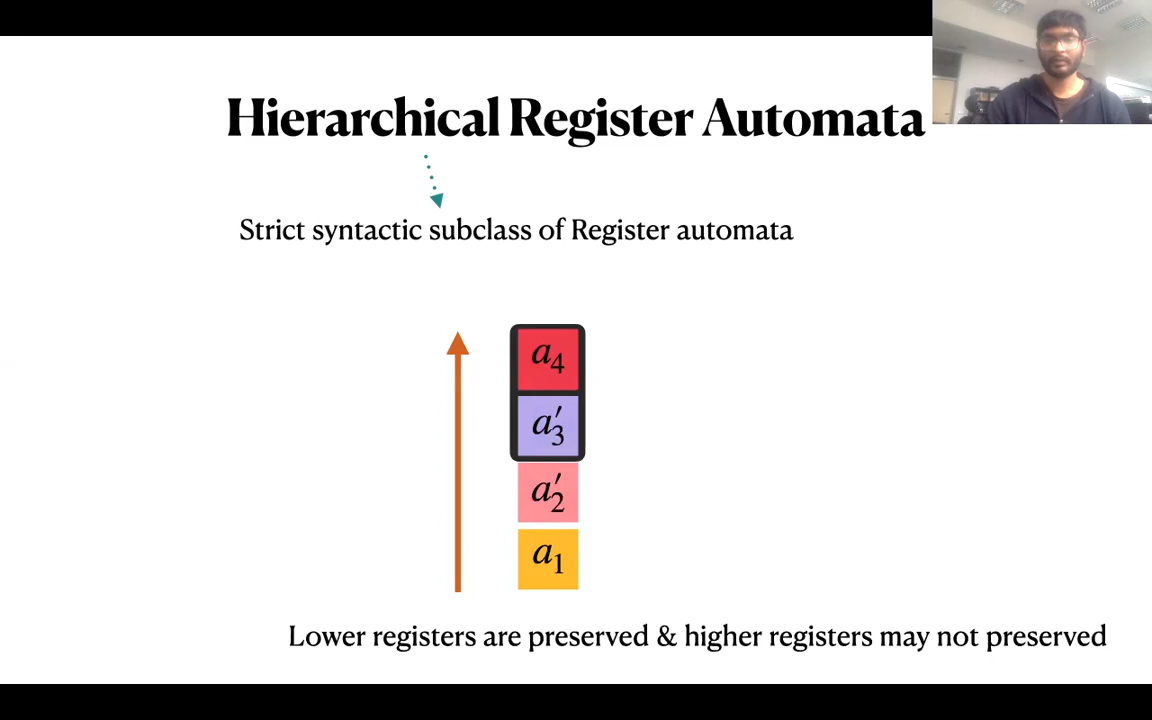 Hierarchical Register Automata
Strict syntactic subclass of Register automata
a₄
a′₃
a′₂
a₁
Lower registers are preserved & higher registers may not preserved